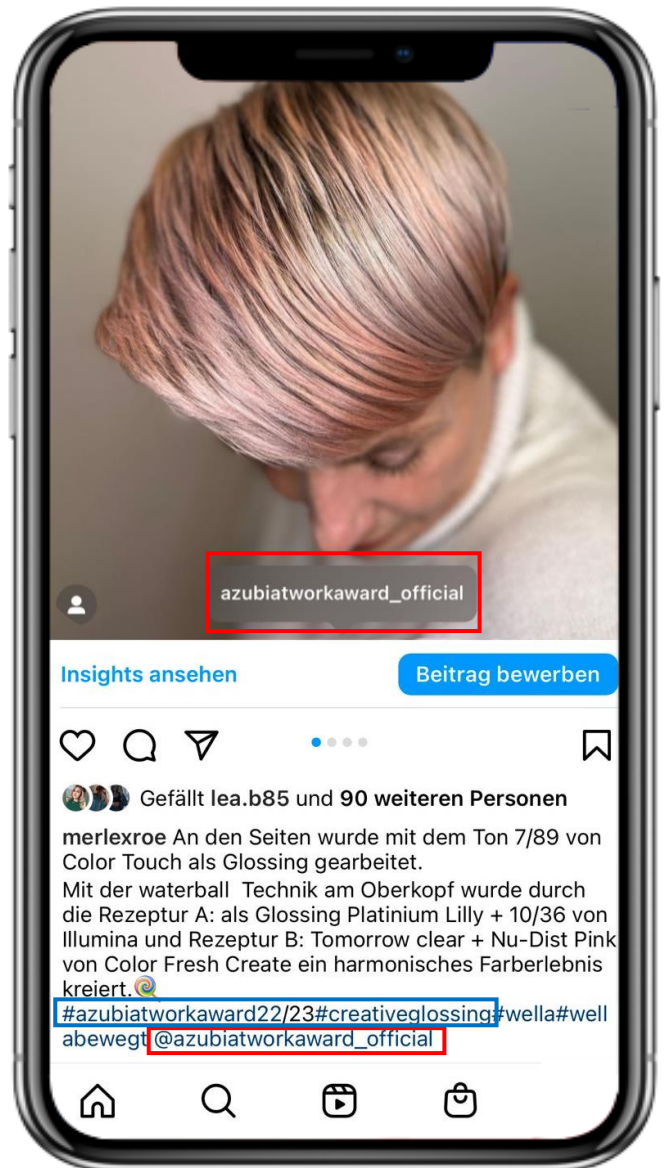 azubiatworkaward_official
Insights ansehen
Beitrag bewerben
Gefällt lea.b85 und 90 weiteren Personen
merlexroe An den Seiten wurde mit dem Ton 7/89 von
Color Touch als Glossing gearbeitet.
Mit der waterball Technik am Oberkopf wurde durch
die Rezeptur A: als Glossing Platinium Lilly + 10/36 von
Illumina und Rezeptur B: Tomorrow clear + Nu-Dist Pink
von Color Fresh Create ein harmonisches Farberlebnis
kreiert.🍭
#azubiatworkaward22/23#creativeglossing#wella#well
abewegt @azubiatworkaward_official